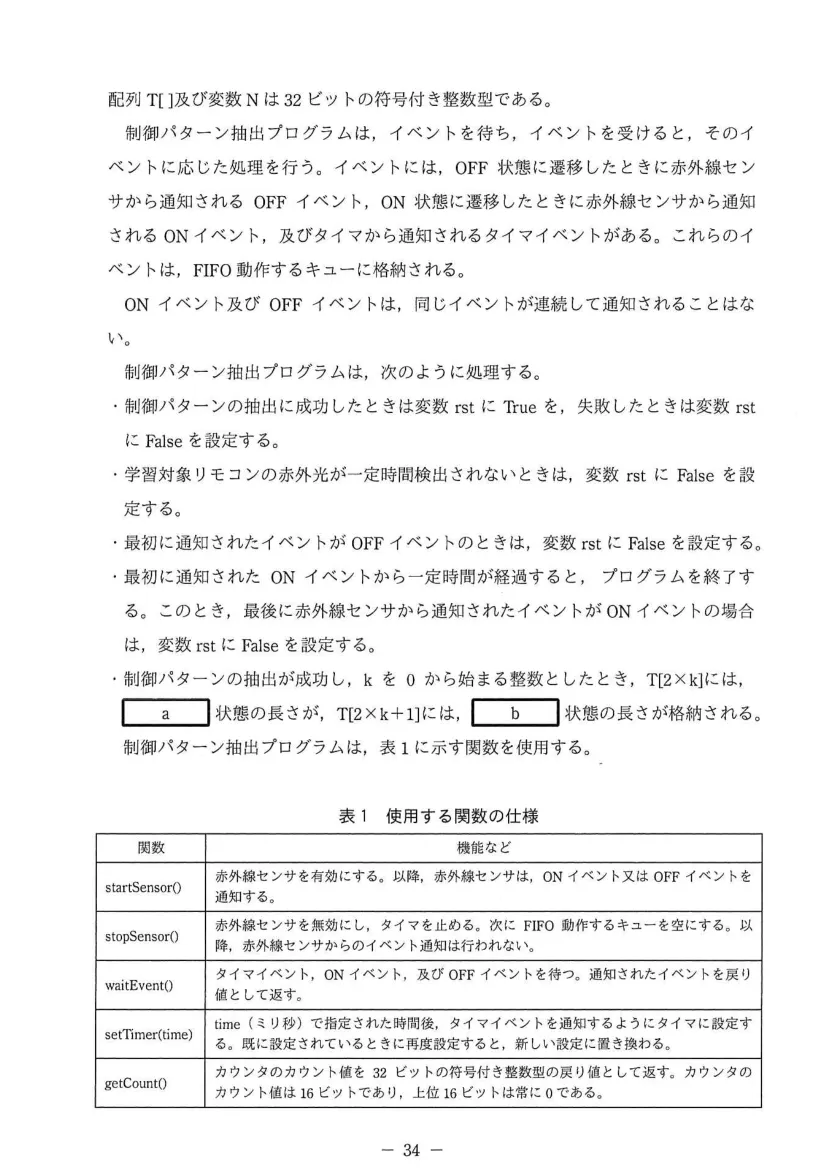 配列 T[ ]及び変数 N は 32 ビットの符号付き整数型である。
制御パターン抽出プログラムは，イベントを待ち，イベントを受けると，そのイ
ベントに応じた処理を行う。イベントには，OFF 状態に遷移したときに赤外線セン
サから通知される OFF イベント，ON 状態に遷移したときに赤外線センサから通知
される ON イベント，及びタイマから通知されるタイマイベントがある。これらのイ
ベントは，FIFO 動作するキューに格納される。
ON イベント及び OFF イベントは，同じイベントが連続して通知されることはな
い。
制御パターン抽出プログラムは，次のように処理する。
・制御パターンの抽出に成功したときは変数 rst に True を，失敗したときは変数 rst
に False を設定する。
・学習対象リモコンの赤外光が一定時間検出されないときは，変数 rst に False を設
定する。
・最初に通知されたイベントが OFF イベントのときは，変数 rst に False を設定する。
・最初に通知された ON イベントから一定時間が経過すると， プログラムを終了す
る。このとき，最後に赤外線センサから通知されたイベントが ON イベントの場合
は，変数 rst に False を設定する。
・制御パターンの抽出が成功し，k を 0 から始まる整数としたとき，T[2×k]には，
a 状態の長さが，T[2×k+1]には， b 状態の長さが格納される。
制御パターン抽出プログラムは，表 1 に示す関数を使用する。
表 1 使用する関数の仕様
関数 機能など
startSensor() 赤外線センサを有効にする。以降，赤外線センサは，ON イベント又は OFF イベントを
通知する。
stopSensor() 赤外線センサを無効にし，タイマを止める。次に FIFO 動作するキューを空にする。以
降，赤外線センサからのイベント通知は行われない。
waitEvent() タイマイベント，ON イベント，及び OFF イベントを待つ。通知されたイベントを戻り
値として返す。
setTimer(time) time（ミリ秒）で指定された時間後，タイマイベントを通知するようにタイマに設定す
る。既に設定されているときに再度設定すると，新しい設定に置き換わる。
getCount() カウンタのカウント値を 32 ビットの符号付き整数型の戻り値として返す。カウンタの
カウント値は 16 ビットであり，上位 16 ビットは常に 0 である。
− 34 −